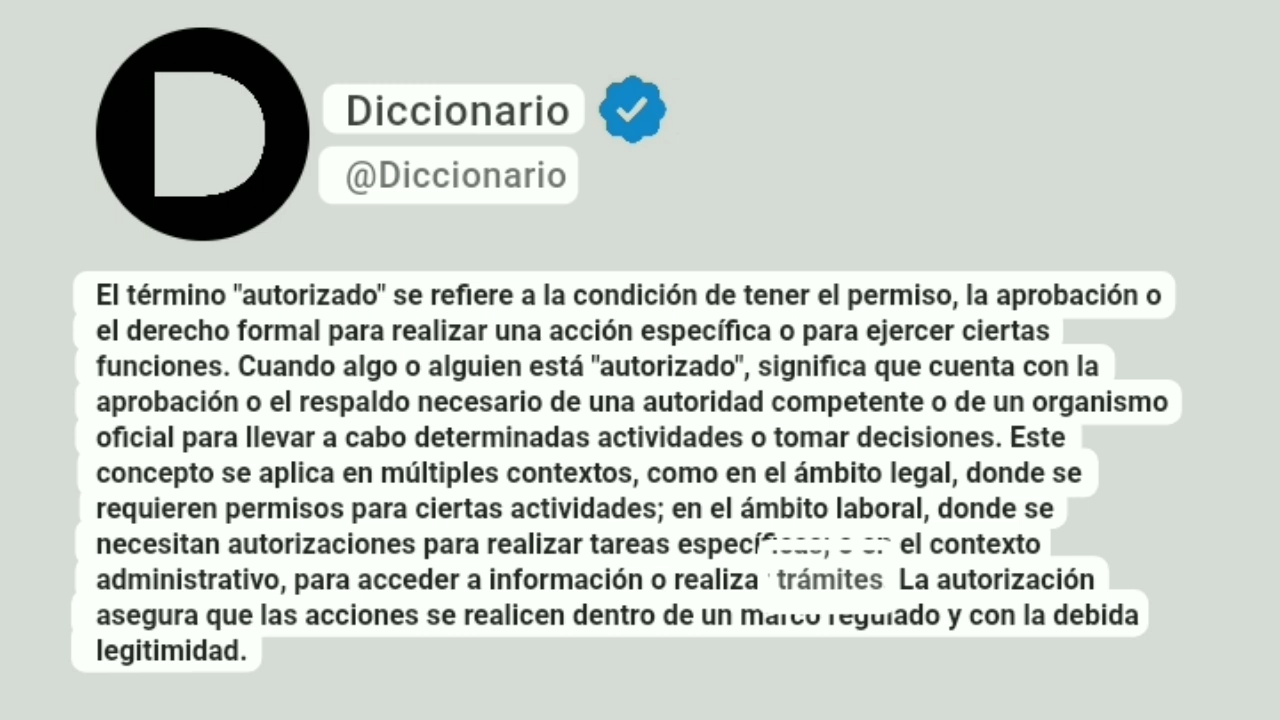 D
Diccionario
@Diccionario
El término "autorizado" se refiere a la condición de tener el permiso, la aprobación o
el derecho formal para realizar una acción específica o para ejercer ciertas
funciones. Cuando algo o alguien está "autorizado", significa que cuenta con la
aprobación o el respaldo necesario de una autoridad competente o de un organismo
oficial para llevar a cabo determinadas actividades o tomar decisiones. Este
concepto se aplica en múltiples contextos, como en el ámbito legal, donde se
requieren permisos para ciertas actividades; en el ámbito laboral, donde se
necesitan autorizaciones para realizar tareas el contexto
administrativo, para acceder a información o realiza trámites La autorización
asegura que las acciones se realicen dentro de un marco regulado y con la debida
legitimidad.